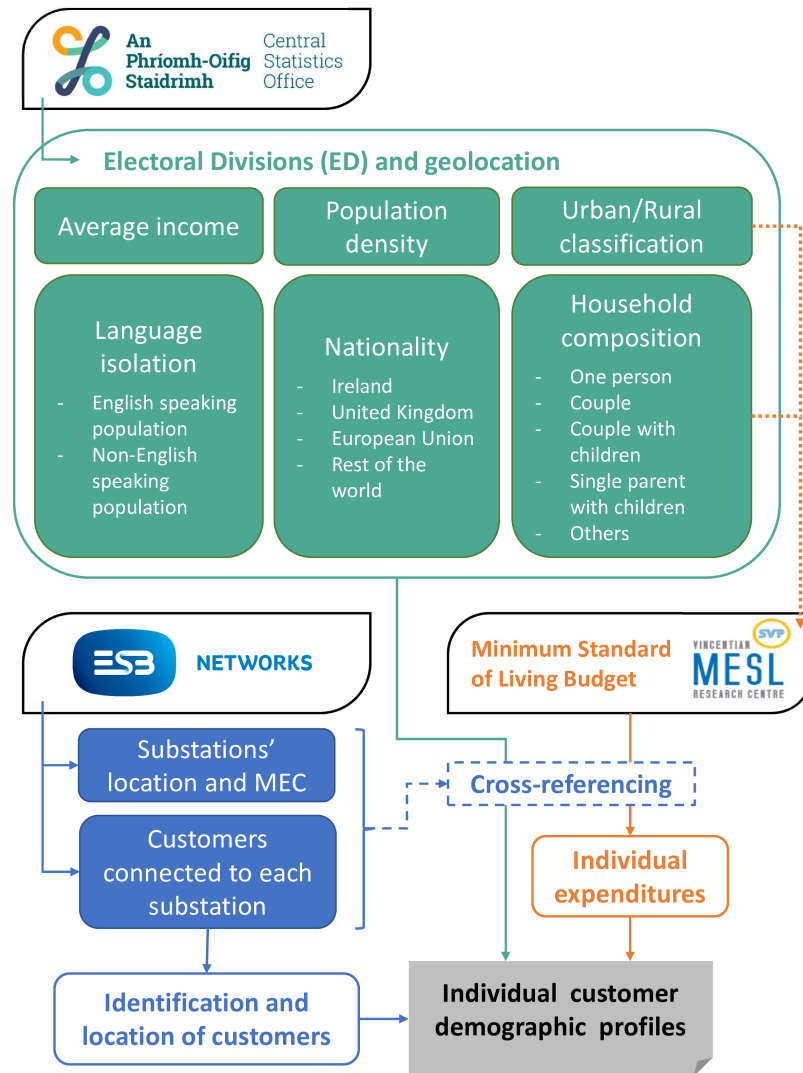 An
Phríomh-Oifig
Staidrimh
Central
Statistics
Office
Electoral Divisions (ED) and geolocation
Average income
Population
density
Urban/Rural
classification
Language
isolation
- English speaking
population
- Non-English
speaking
population
Nationality
- Ireland
- United Kingdom
- European Union
- Rest of the
world
Household
composition
- One person
- Couple
- Couple with
children
- Single parent
with children
- Others
ESB NETWORKS
Minimum Standard
of Living Budget
SVP
VINCENTIAN
MESL
RESEARCH CENTRE
Substations’
location and MEC
Customers
connected to each
substation
Cross-referencing
Individual
expenditures
Identification and
location of customers
Individual customer
demographic profiles